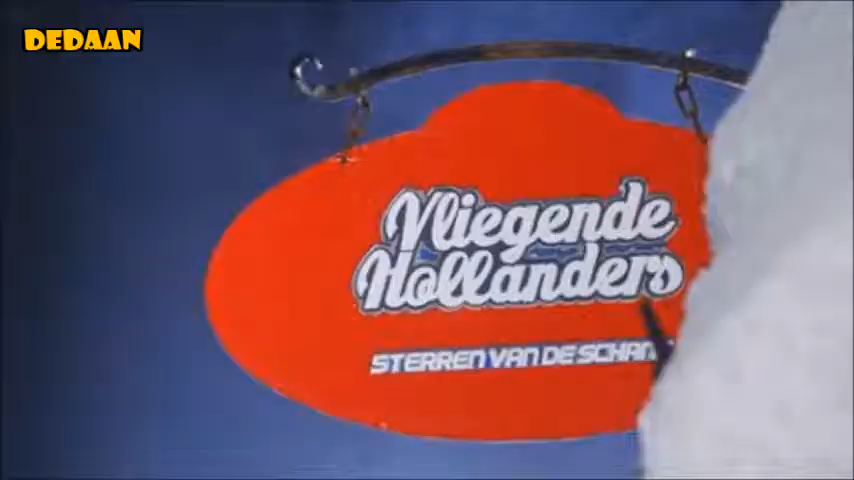 DEDAAN
Vliegende
Hollanders
STERREN VAN DE SCHAN